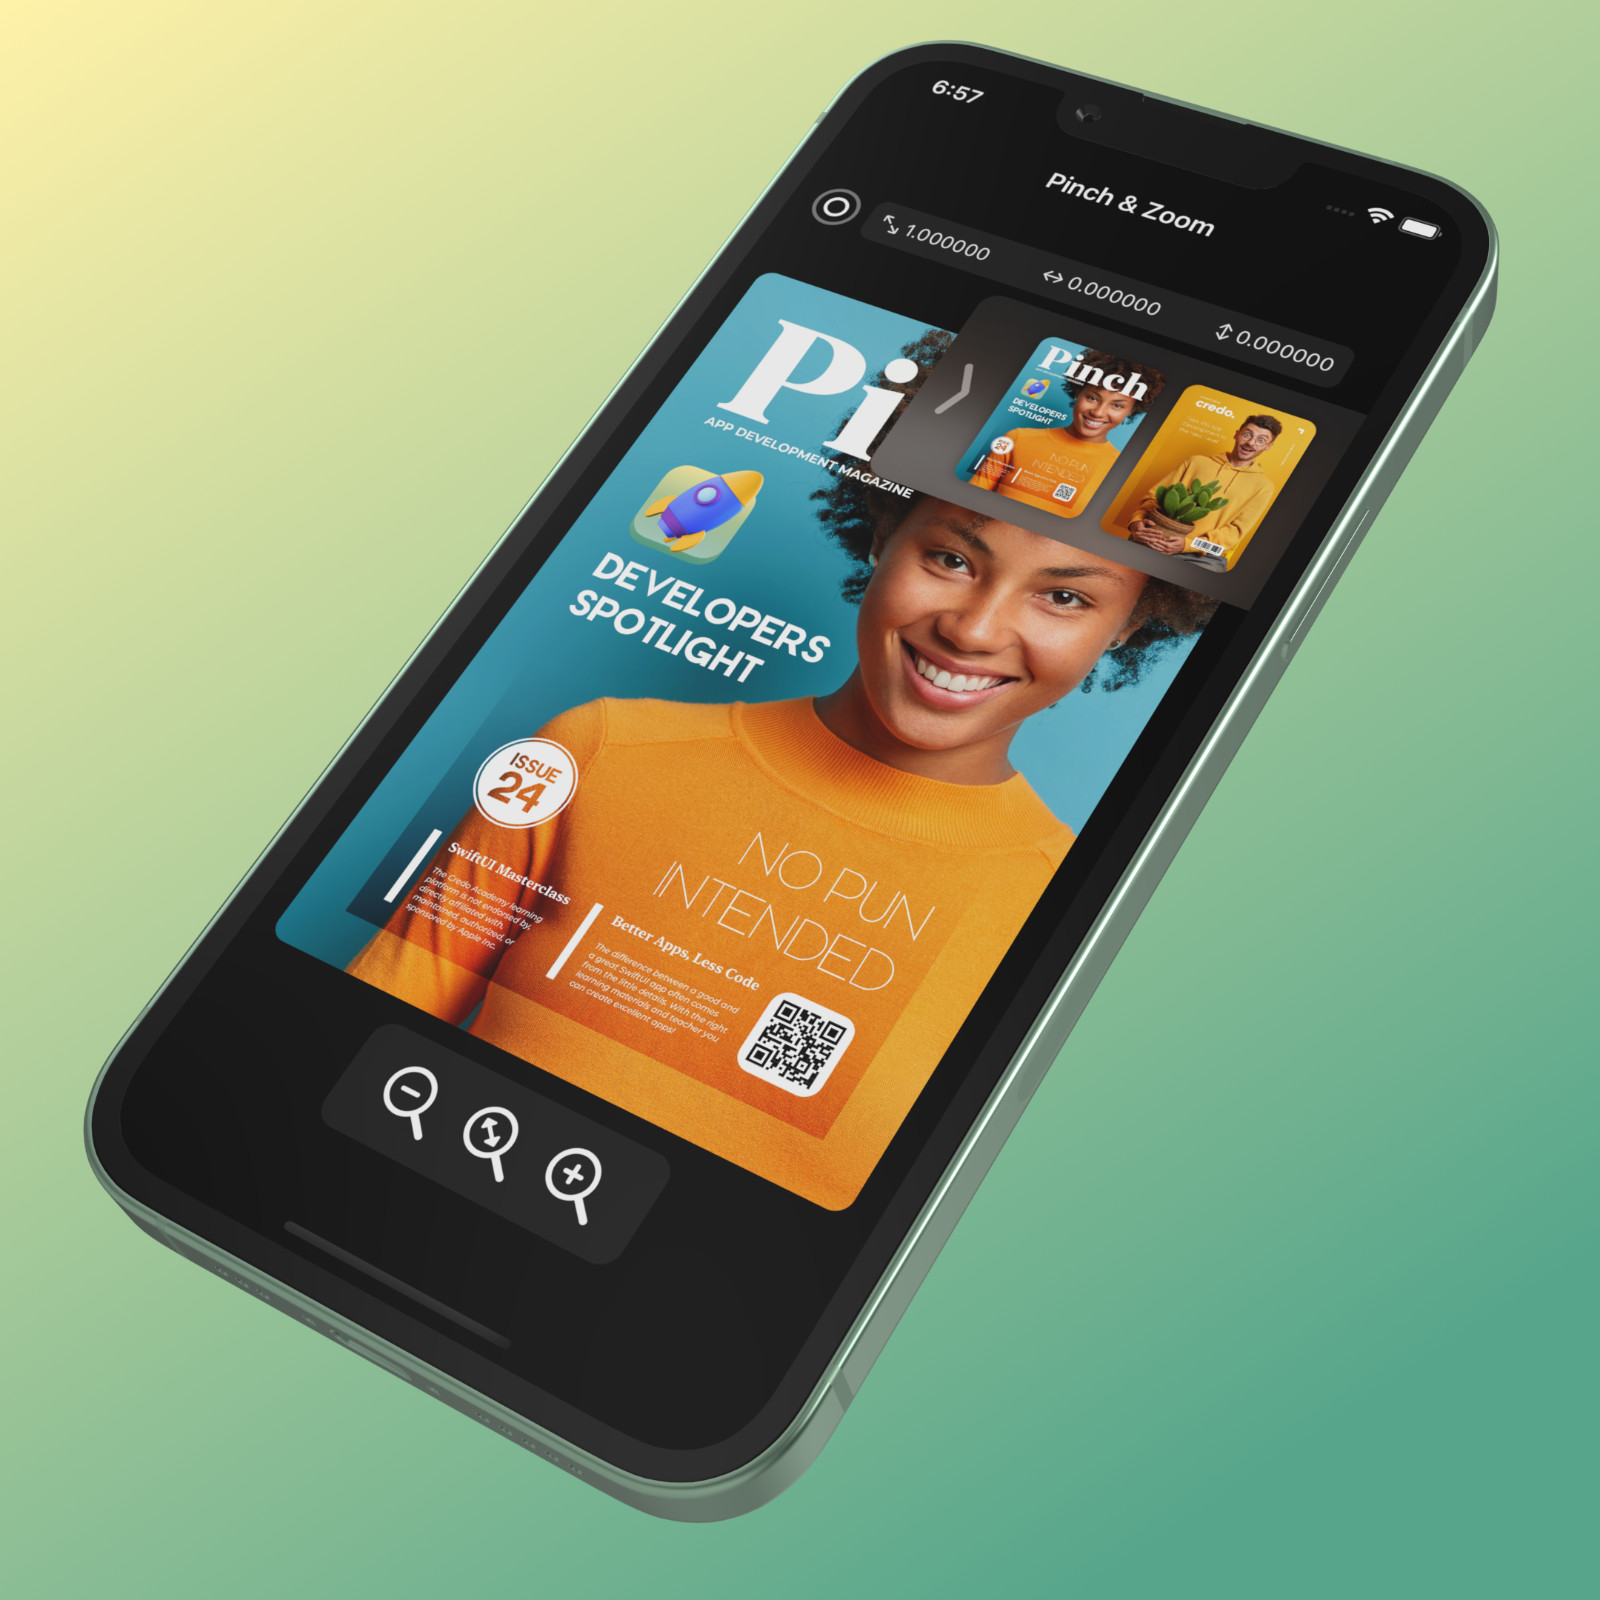 6:57
Pinch & Zoom
1.000000
0.000000
0.000000
Pi
APP DEVELOPMENT MAGAZINE
DEVELOPERS
SPOTLIGHT
ISSUE
24
SwiftUI Masterclass
The Credo Academy learning
platform is not endorsed by,
directly affiliated with,
maintained, authorized, or
sponsored by Apple Inc.
NO PUN
INTENDED
Better Apps, Less Code
The difference between a good and
a great SwiftUI app often comes
from the little details. With the right
learning materials and teacher you
can create excellent apps!
Pinch
DEVELOPERS
SPOTLIGHT
ISSUE
24
NO PUN
INTENDED
credo.